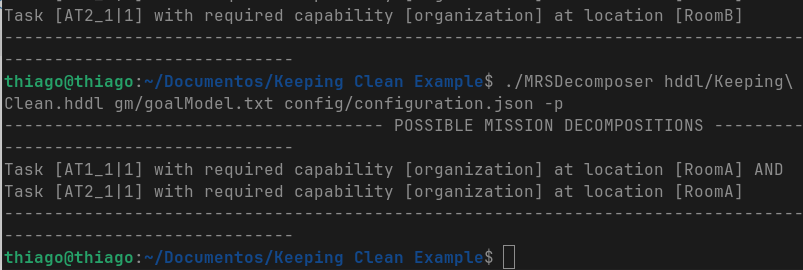 Task [AT2_1|1] with required capability [organization] at location [RoomB]
--------------------------------------------------------------------------------
-----------------------------
thiago@thiago:~/Documentos/Keeping Clean Example$ ./MRSDecomposer hddl/Keeping\
Clean.hddl gm/goalModel.txt config/configuration.json -p
-------------------------------------- POSSIBLE MISSION DECOMPOSITIONS ---------
-----------------------------
Task [AT1_1|1] with required capability [organization] at location [RoomA] AND
Task [AT2_1|1] with required capability [organization] at location [RoomA]
--------------------------------------------------------------------------------
-----------------------------
thiago@thiago:~/Documentos/Keeping Clean Example$